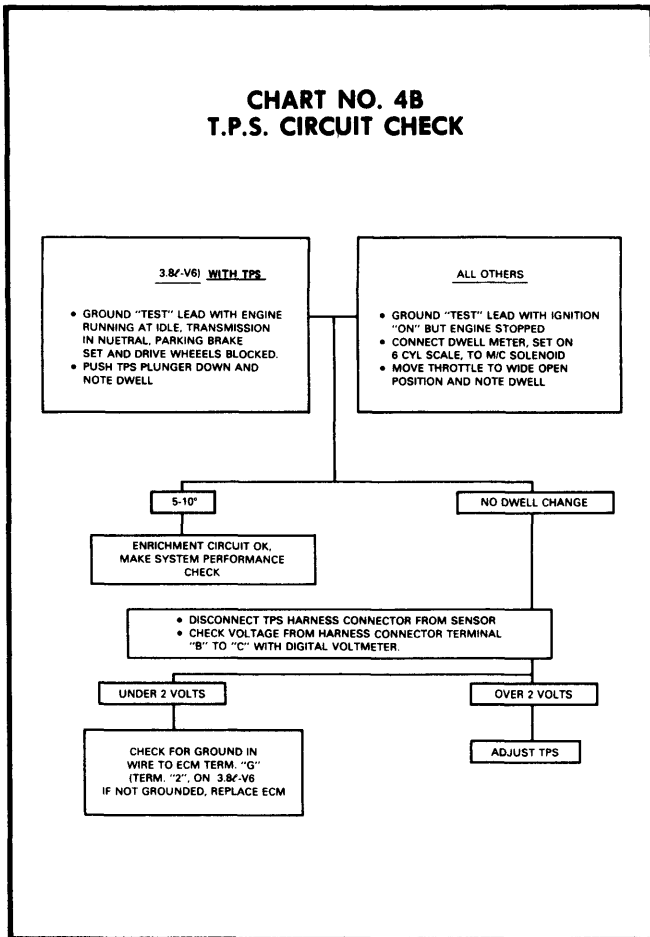 CHART NO. 4B
T.P.S. CIRCUIT CHECK
3.8ℓ-V6) WITH TPS
• GROUND "TEST" LEAD WITH ENGINE
RUNNING AT IDLE, TRANSMISSION
IN NUETRAL, PARKING BRAKE
SET AND DRIVE WHEEELS BLOCKED.
• PUSH TPS PLUNGER DOWN AND
NOTE DWELL
ALL OTHERS
• GROUND "TEST" LEAD WITH IGNITION
"ON" BUT ENGINE STOPPED
• CONNECT DWELL METER, SET ON
6 CYL SCALE, TO M/C SOLENOID
• MOVE THROTTLE TO WIDE OPEN
POSITION AND NOTE DWELL
5-10°
NO DWELL CHANGE
ENRICHMENT CIRCUIT OK,
MAKE SYSTEM PERFORMANCE
CHECK
• DISCONNECT TPS HARNESS CONNECTOR FROM SENSOR
• CHECK VOLTAGE FROM HARNESS CONNECTOR TERMINAL
"B" TO "C" WITH DIGITAL VOLTMETER.
UNDER 2 VOLTS
OVER 2 VOLTS
CHECK FOR GROUND IN
WIRE TO ECM TERM. "G"
(TERM. "2", ON 3.8ℓ-V6
IF NOT GROUNDED, REPLACE ECM
ADJUST TPS